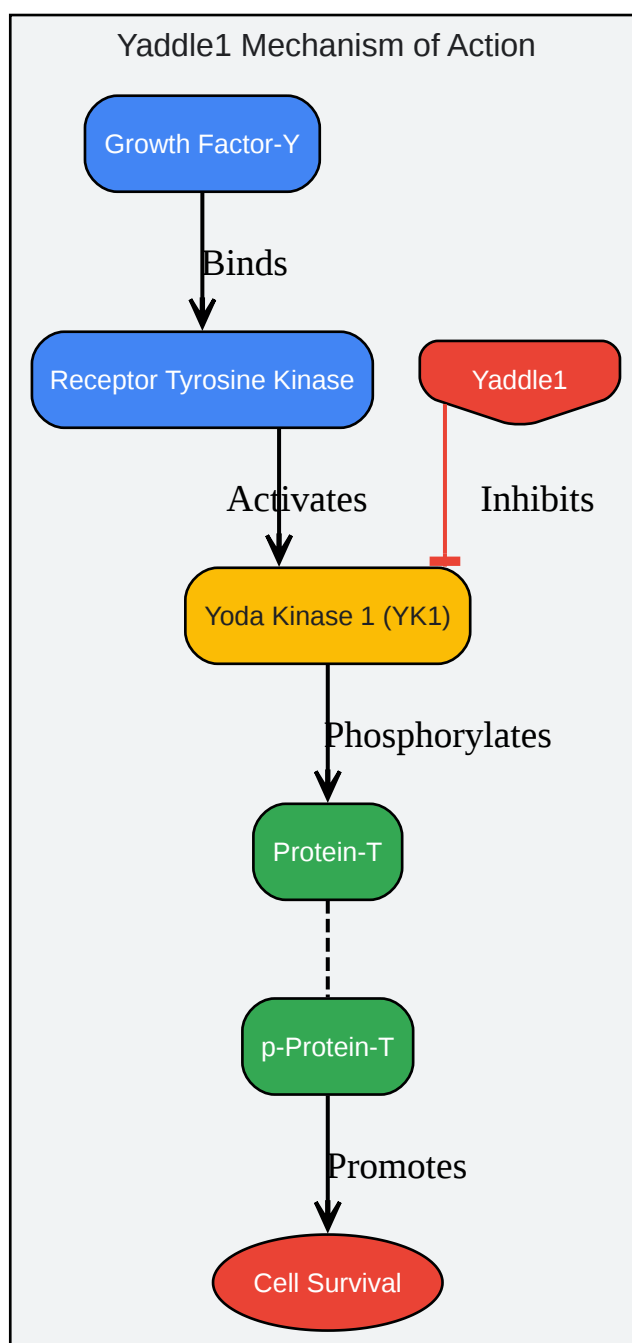 Yaddle1 Mechanism of Action
Growth Factor-Y
Binds
Receptor Tyrosine Kinase
Yaddle1
Activates
Inhibits
Yoda Kinase 1 (YK1)
Phosphorylates
Protein-T
p-Protein-T
Promotes
Cell Survival